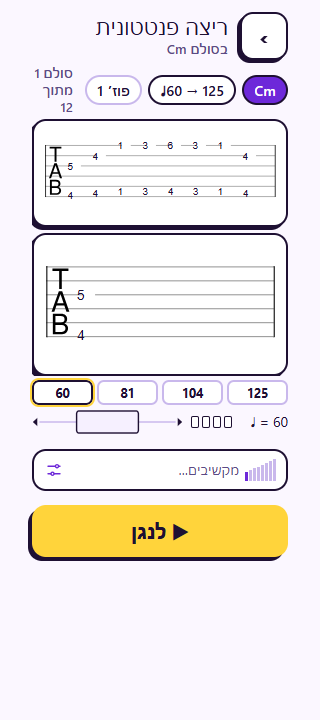 ריצה פנטטונית
בסולם Cm
Cm
♩60 → 125
פוז׳ 1
סולם 1
מתוך
12
TAB
1 3 6 3 1
4 4
5
4 4 1 3 4 3 1 4
TAB
5
4
60 81 104 125
♩ = 60
מקשיבים...
לנגן